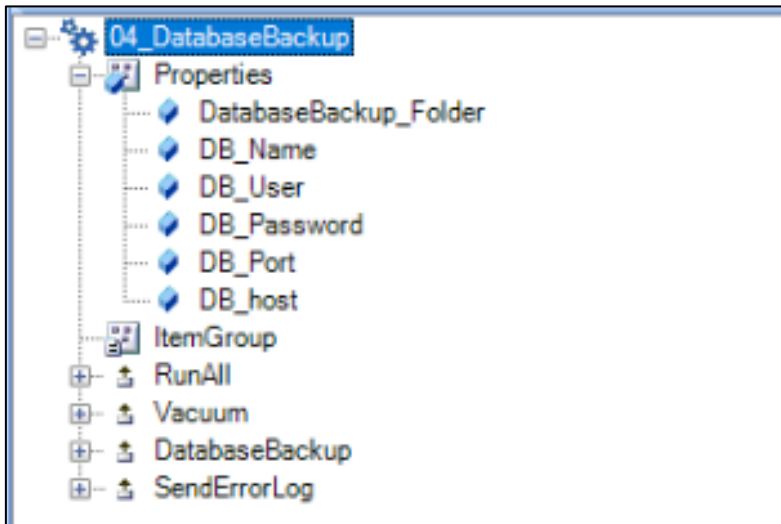 04_DatabaseBackup
Properties
DatabaseBackup_Folder
DB_Name
DB_User
DB_Password
DB_Port
DB_host
ItemGroup
RunAll
Vacuum
DatabaseBackup
SendErrorLog